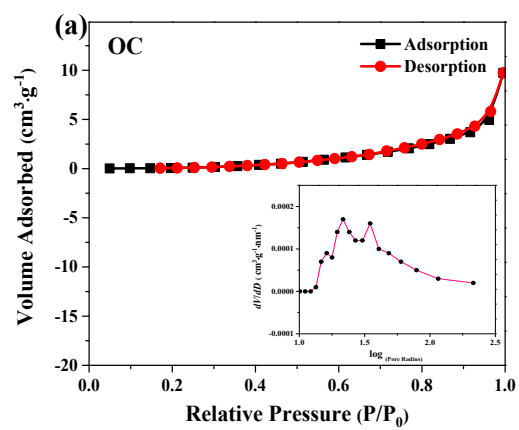 (a)
OC
Adsorption
Desorption
Volume Adsorbed (cm³·g⁻¹)
10
5
0
-5
-10
-15
-20
0.0 0.2 0.4 0.6 0.8 1.0
Relative Pressure (P/P₀)
dV/dD ( cm³·g⁻¹·nm⁻¹)
0.0002
0.0001
0.0000
-0.0001
1.0 1.5 2.0 2.5
log (Pore Radius)